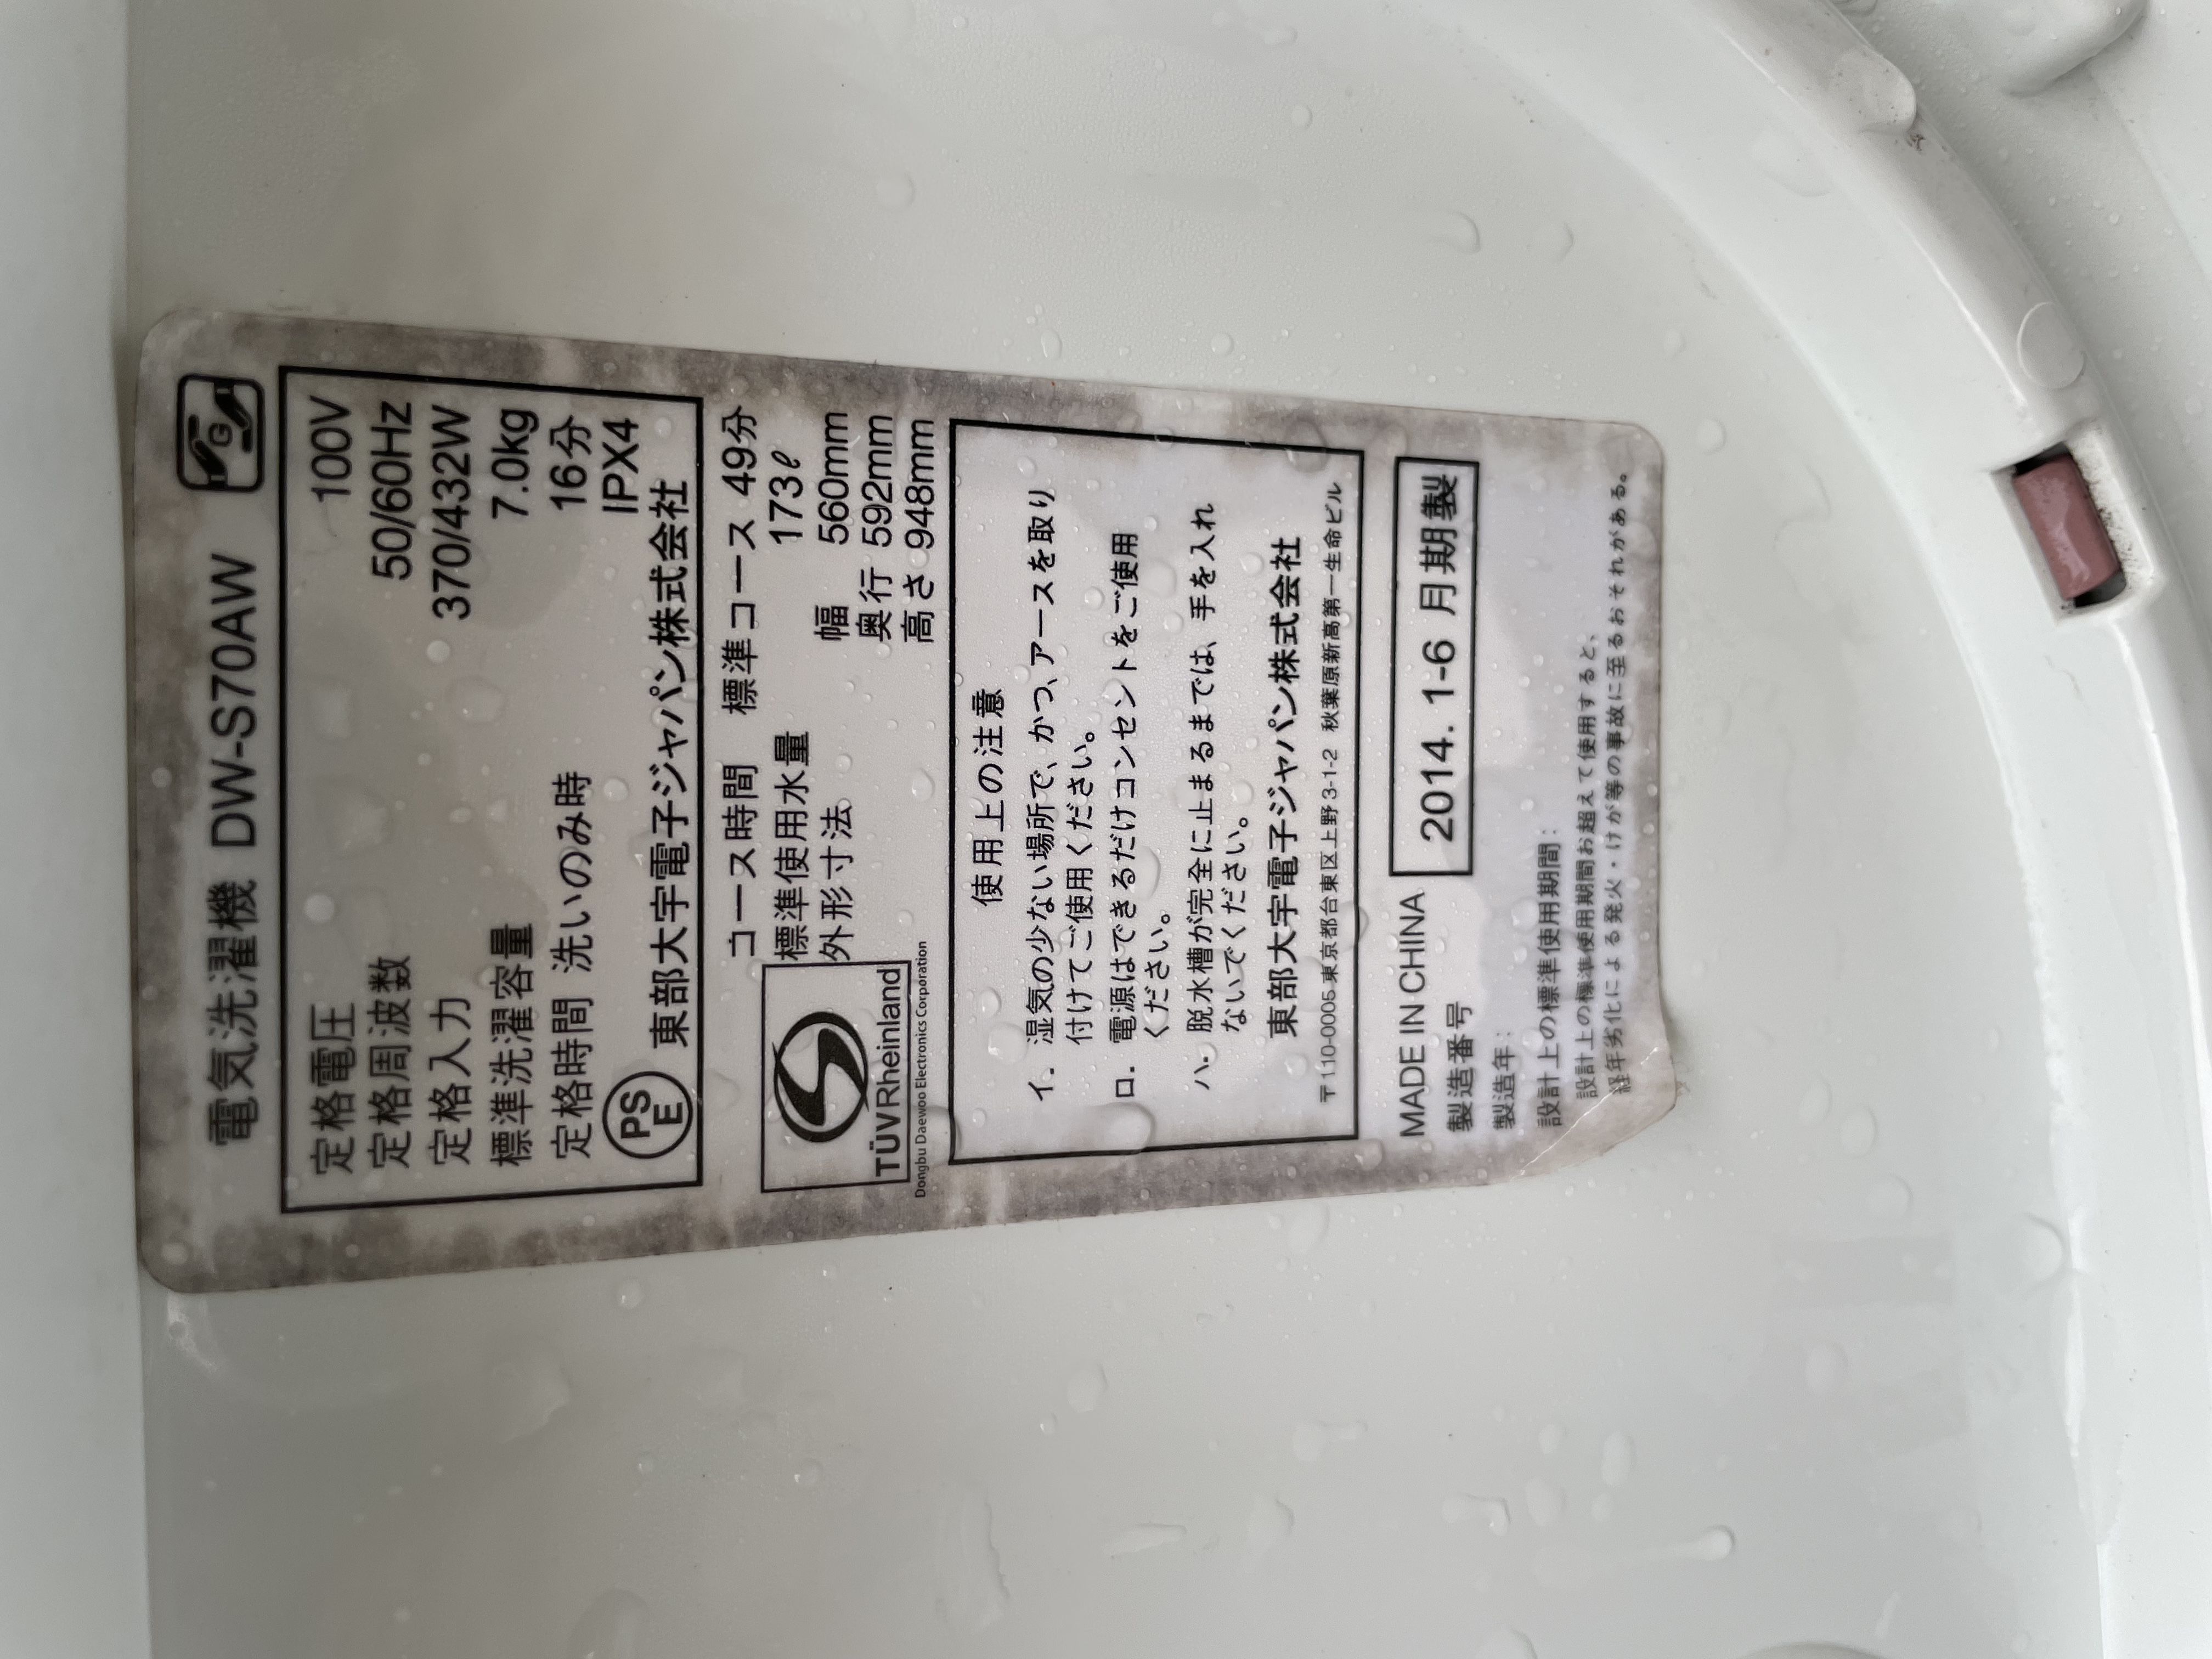 電気洗濯機 DW-S70AW
G
定格電圧 100V
定格周波数 50/60Hz
定格入力 370/432W
標準洗濯容量 7.0kg
定格時間 洗いのみ時 16分
IPX4
PSE 東部大宇電子ジャパン株式会社
コース時間 標準コース 49分
標準使用水量 173ℓ
外形寸法 幅 560mm
奥行 592mm
高さ 948mm
TÜVRheinland
Dongbu Daewoo Electronics Corporation
使用上の注意
イ. 湿気の少ない場所で、かつ、アースを取り
付けてご使用ください。
ロ. 電源はできるだけコンセントをご使用
ください。
ハ. 脱水槽が完全に止まるまでは、手を入れ
ないでください。
東部大宇電子ジャパン株式会社
〒110-0005 東京都台東区上野3-1-2 秋葉原新高第一生命ビル
MADE IN CHINA 2014. 1-6 月期製
製造番号
製造年:
設計上の標準使用期間:
設計上の標準使用期間お超えて使用すると、
経年劣化による発火・けが等の事故に至るおそれがある。